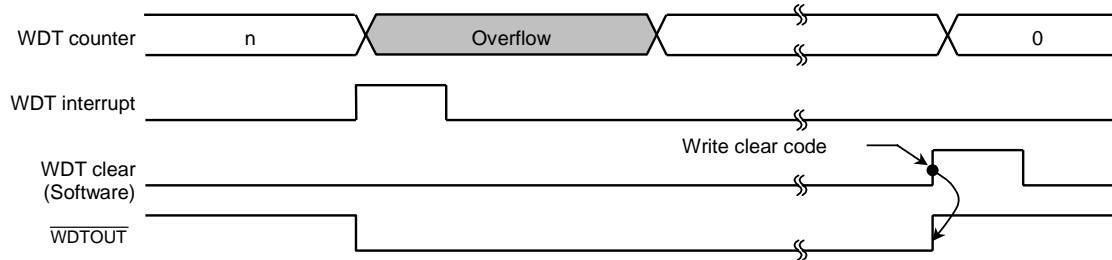 WDT counter
n
Overflow
0
WDT interrupt
Write clear code
WDT clear
(Software)
WDTOUT